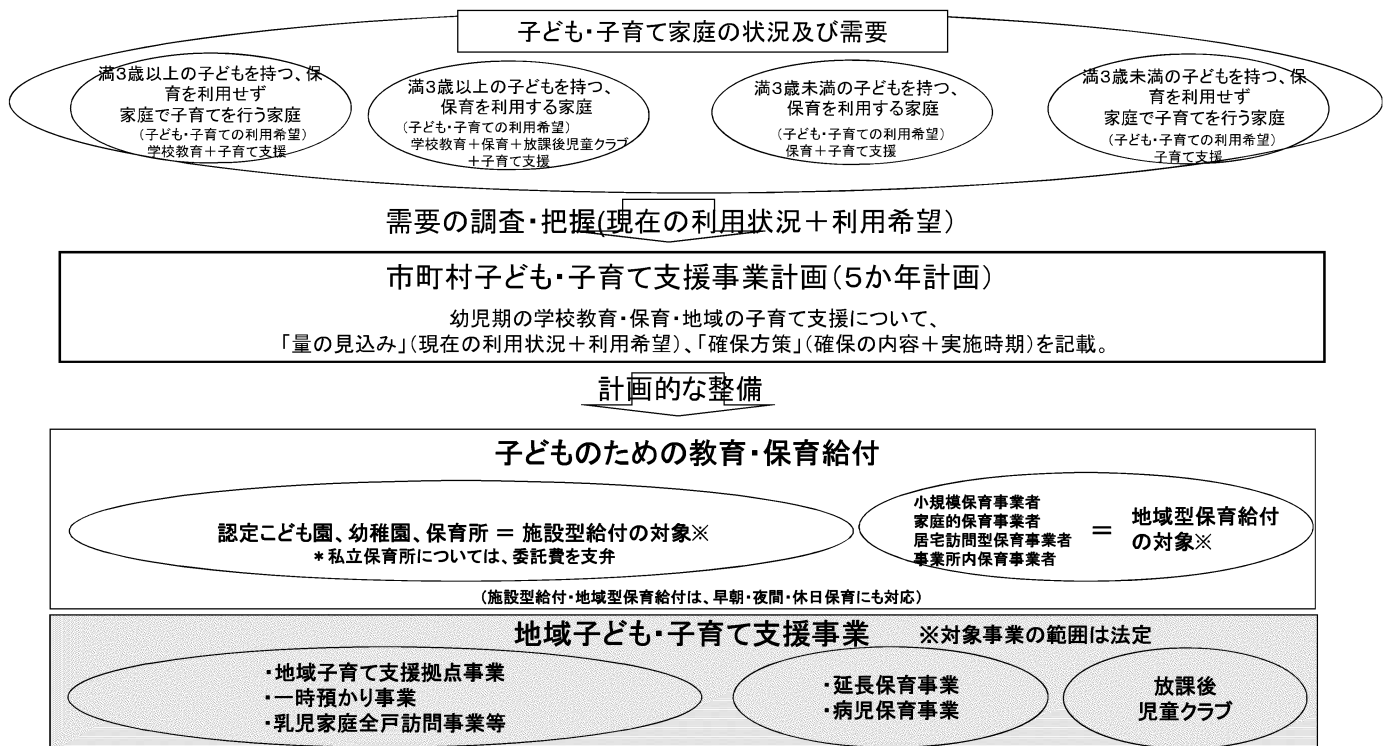 子ども・子育て家庭の状況及び需要
満3歳以上の子どもを持つ、保
育を利用せず
家庭で子育てを行う家庭
(子ども・子育ての利用希望)
学校教育＋子育て支援
満3歳以上の子どもを持つ、
保育を利用する家庭
(子ども・子育ての利用希望)
学校教育＋保育＋放課後児童クラブ
＋子育て支援
満3歳未満の子どもを持つ、
保育を利用する家庭
(子ども・子育ての利用希望)
保育＋子育て支援
満3歳未満の子どもを持つ、保
育を利用せず
家庭で子育てを行う家庭
(子ども・子育ての利用希望)
子育て支援
需要の調査・把握(現在の利用状況＋利用希望)
市町村子ども・子育て支援事業計画（5か年計画）
幼児期の学校教育・保育・地域の子育て支援について、
「量の見込み」（現在の利用状況＋利用希望）、「確保方策」（確保の内容＋実施時期）を記載。
計画的な整備
子どものための教育・保育給付
認定こども園、幼稚園、保育所 ＝ 施設型給付の対象※
＊私立保育所については、委託費を支弁
小規模保育事業者
家庭的保育事業者
居宅訪問型保育事業者
事業所内保育事業者
＝
地域型保育給付
の対象※
(施設型給付・地域型保育給付は、早朝・夜間・休日保育にも対応)
地域子ども・子育て支援事業 ※対象事業の範囲は法定
・地域子育て支援拠点事業
・一時預かり事業
・乳児家庭全戸訪問事業等
・延長保育事業
・病児保育事業
放課後
児童クラブ